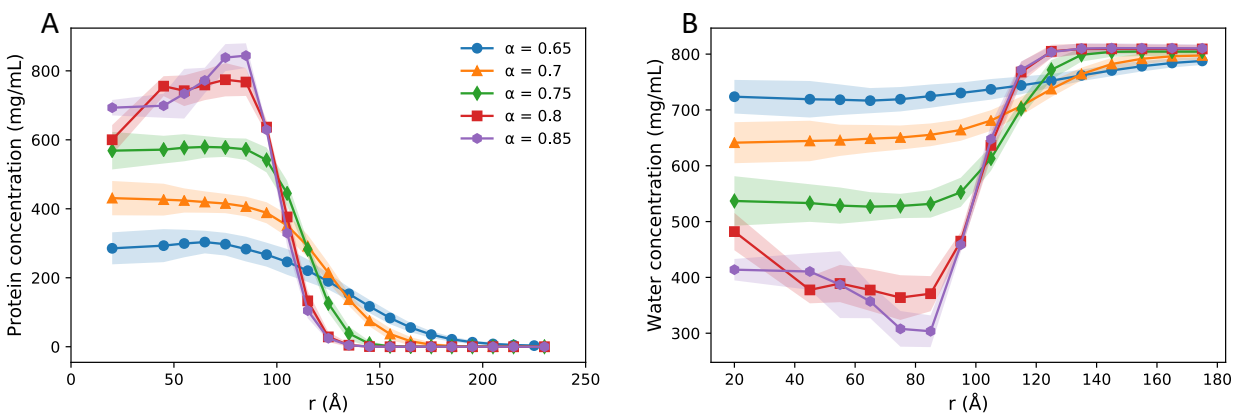 A
Protein concentration (mg/mL)
800
600
400
200
0
0 50 100 150 200 250
r (Å)
α = 0.65
α = 0.7
α = 0.75
α = 0.8
α = 0.85
B
Water concentration (mg/mL)
800
700
600
500
400
300
20 40 60 80 100 120 140 160 180
r (Å)